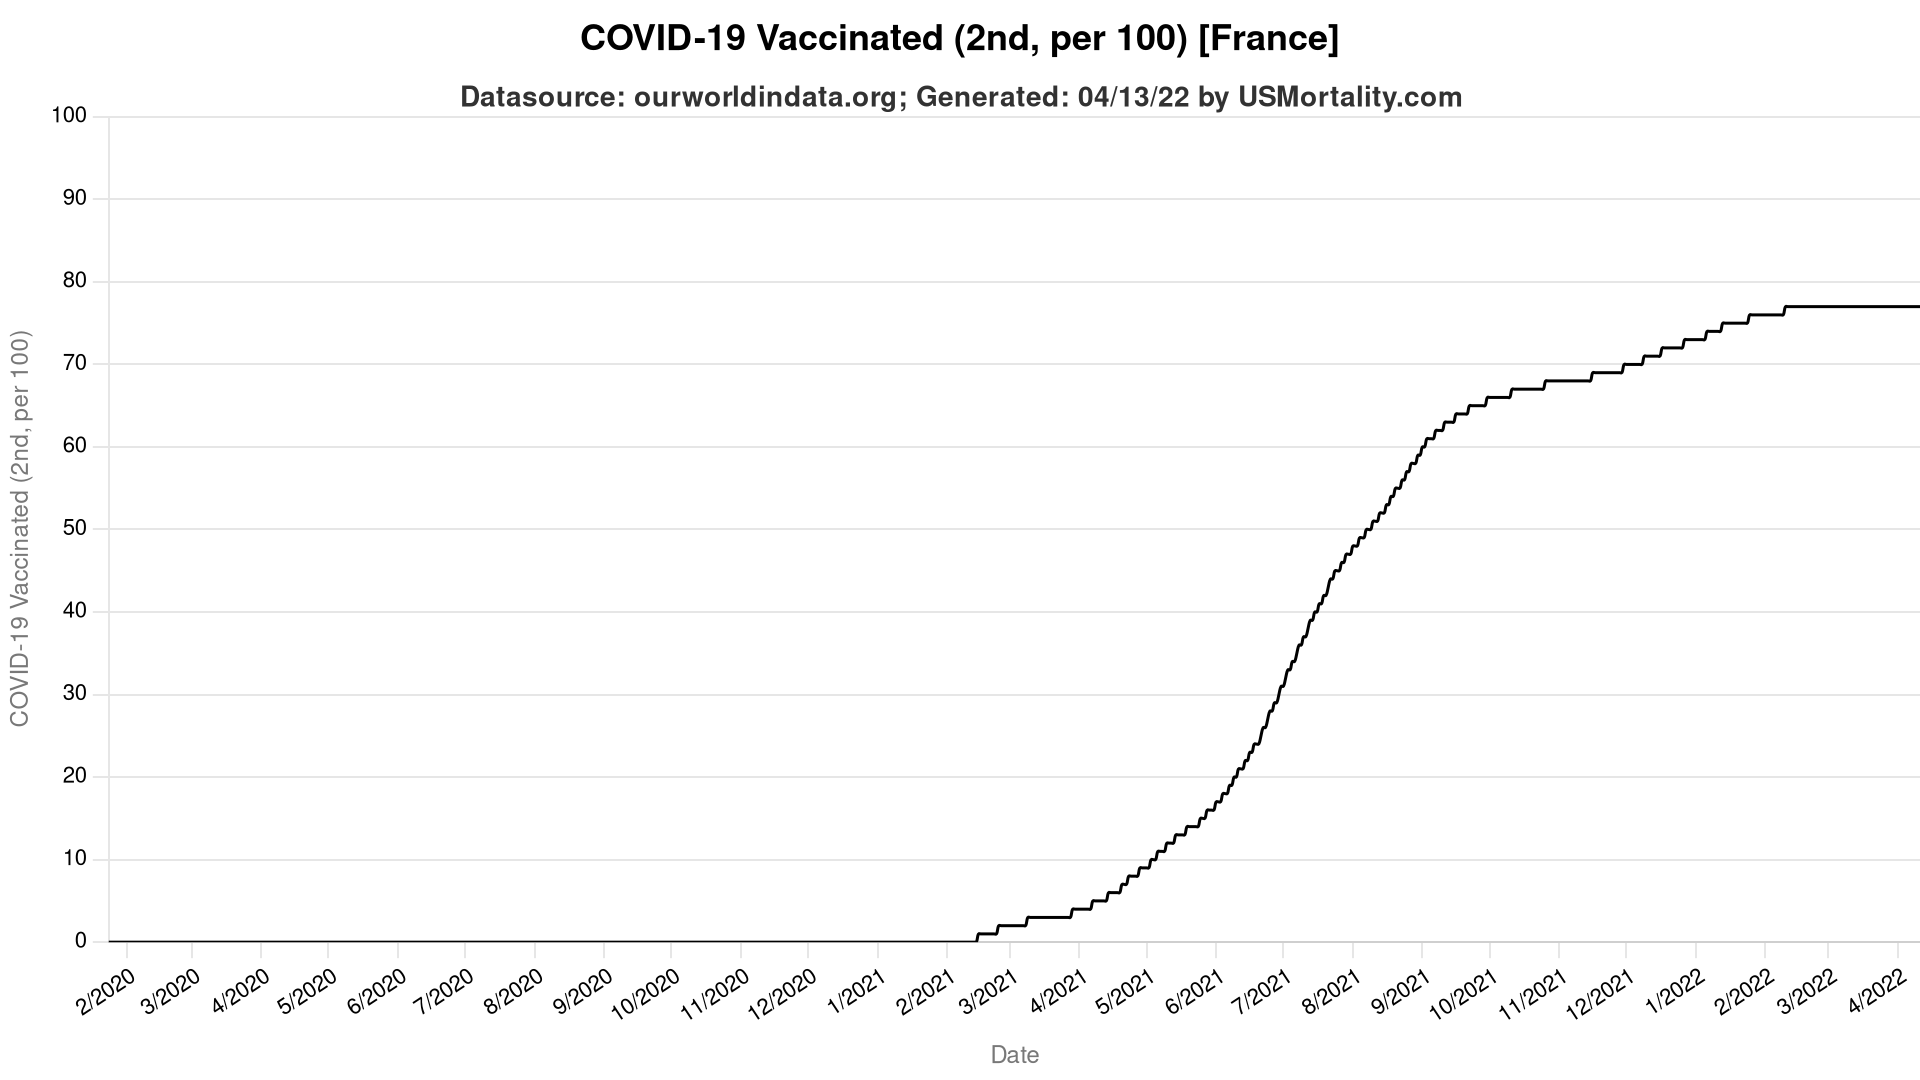 COVID-19 Vaccinated (2nd, per 100) [France]
Datasource: ourworldindata.org; Generated: 04/13/22 by USMortality.com
100
90
80
70
60
50
40
30
20
10
0
COVID-19 Vaccinated (2nd, per 100)
2/2020 3/2020 4/2020 5/2020 6/2020 7/2020 8/2020 9/2020 10/2020 11/2020 12/2020 1/2021 2/2021 3/2021 4/2021 5/2021 6/2021 7/2021 8/2021 9/2021 10/2021 11/2021 12/2021 1/2022 2/2022 3/2022 4/2022
Date